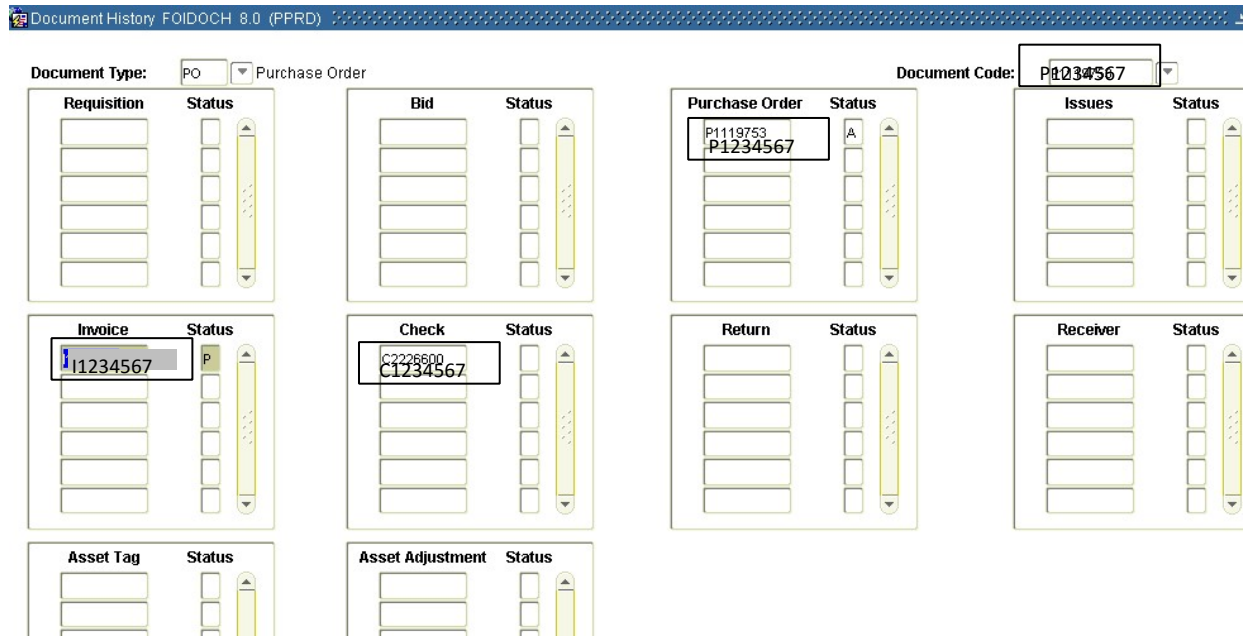 Document History FOIDOCH 8.0 (PPRD)
Document Type: PO Purchase Order Document Code: P1234567
Requisition Status Bid Status Purchase Order Status Issues Status
P1119753 A
P1234567
Invoice Status Check Status Return Status Receiver Status
P C2226600
I1234567 C1234567
Asset Tag Status Asset Adjustment Status